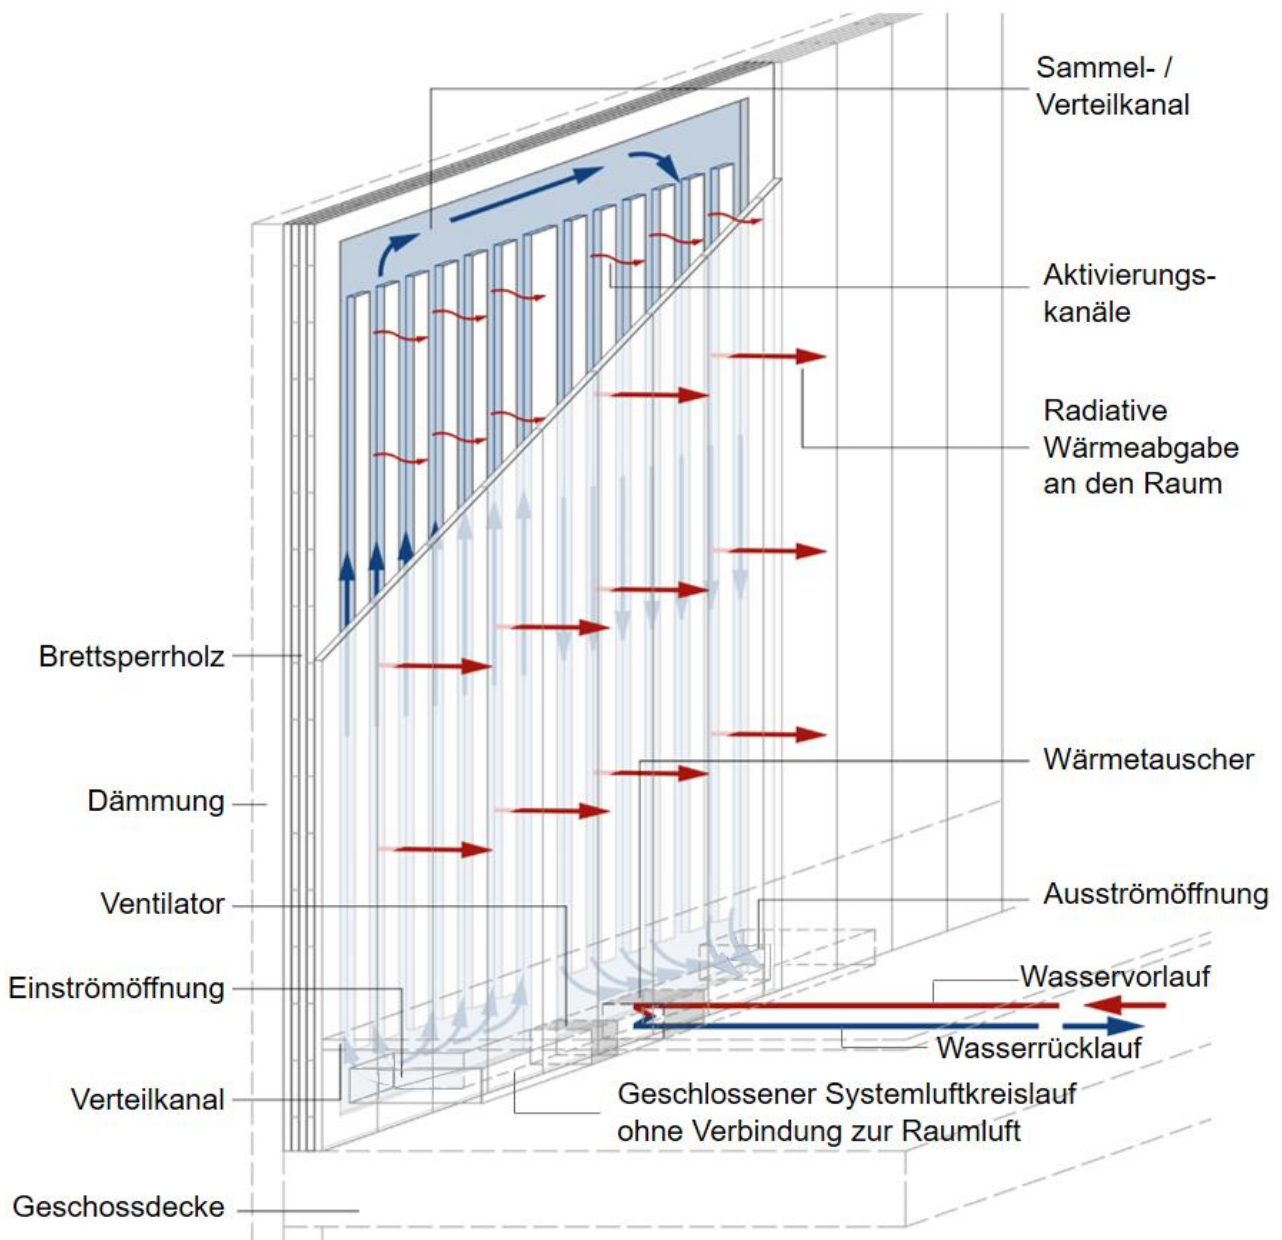 Sammel- /
Verteilkanal
Aktivierungs-
kanäle
Radiative
Wärmeabgabe
an den Raum
Brettsperrholz
Wärmetauscher
Dämmung
Ausströmöffnung
Ventilator
Wasservorlauf
Einströmöffnung
Wasserrücklauf
Geschlossener Systemluftkreislauf
ohne Verbindung zur Raumluft
Verteilkanal
Geschossdecke